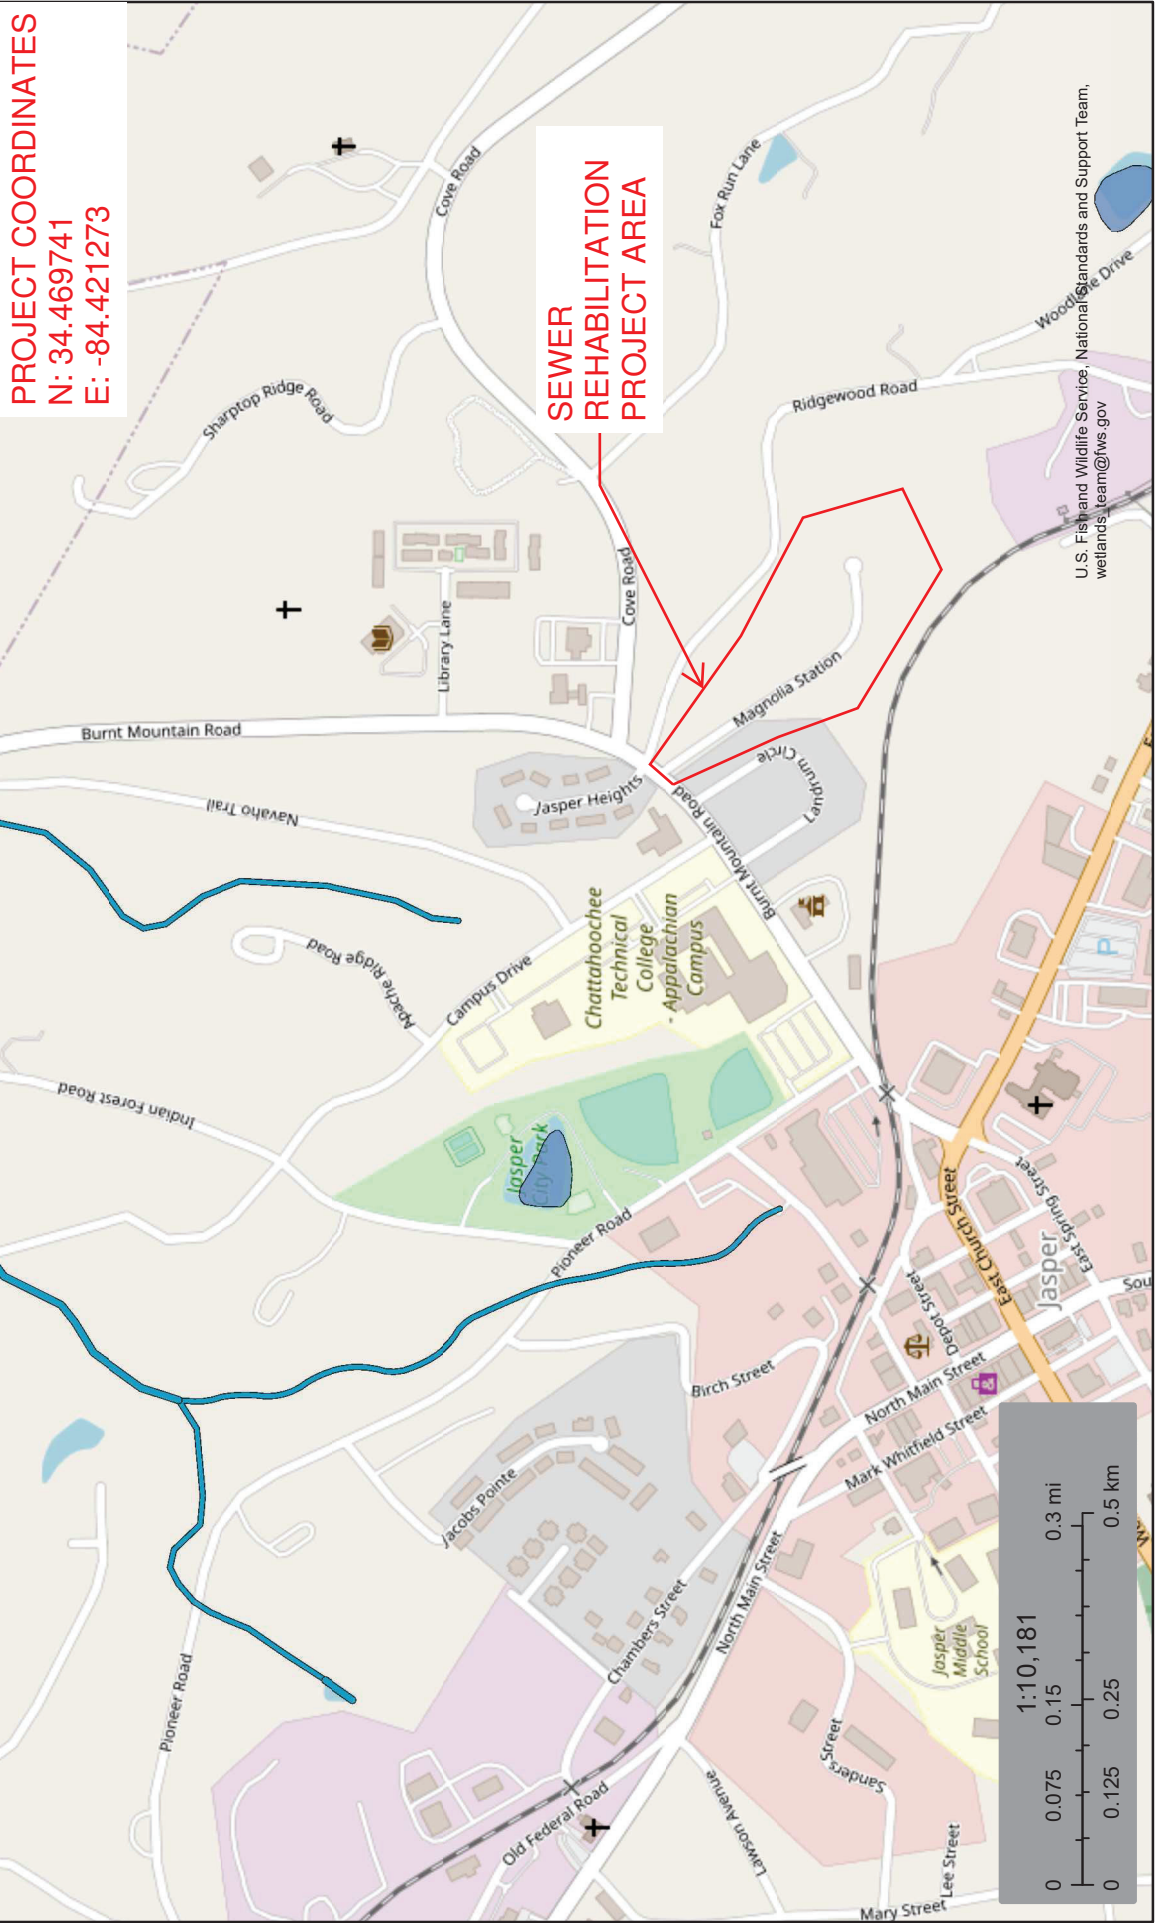 PROJECT COORDINATES
N: 34.469741
E: -84.421273
SEWER
REHABILITATION
PROJECT AREA
Cove Road
Fox Run Lane
Sharptop Ridge Road
Woodlake Drive
Ridgewood Road
U.S. Fish and Wildlife Service, National Standards and Support Team,
wetlands_team@fws.gov
Library Lane
Cove Road
Burnt Mountain Road
Magnolia Station
Landrum Circle
Jasper Heights
Navaho Trail
Burnt Mountain Road
Apache Ridge Road
Campus Drive
Chattahoochee
Technical
College
- Appalachian
Campus
Indian Forest Road
P
Jasper
City Park
Pioneer Road
East Church Street
East Spring Street
Jasper
Depot Street
Sou
Birch Street
North Main Street
Mark Whitfield Street
Jacobs Pointe
Chambers Street
North Main Street
Pioneer Road
Jasper
Middle
School
Sanders Street
Old Federal Road
Lawson Avenue
Lee Street
Mary Street
1:10,181
0 0.075 0.15 0.3 mi
0 0.125 0.25 0.5 km